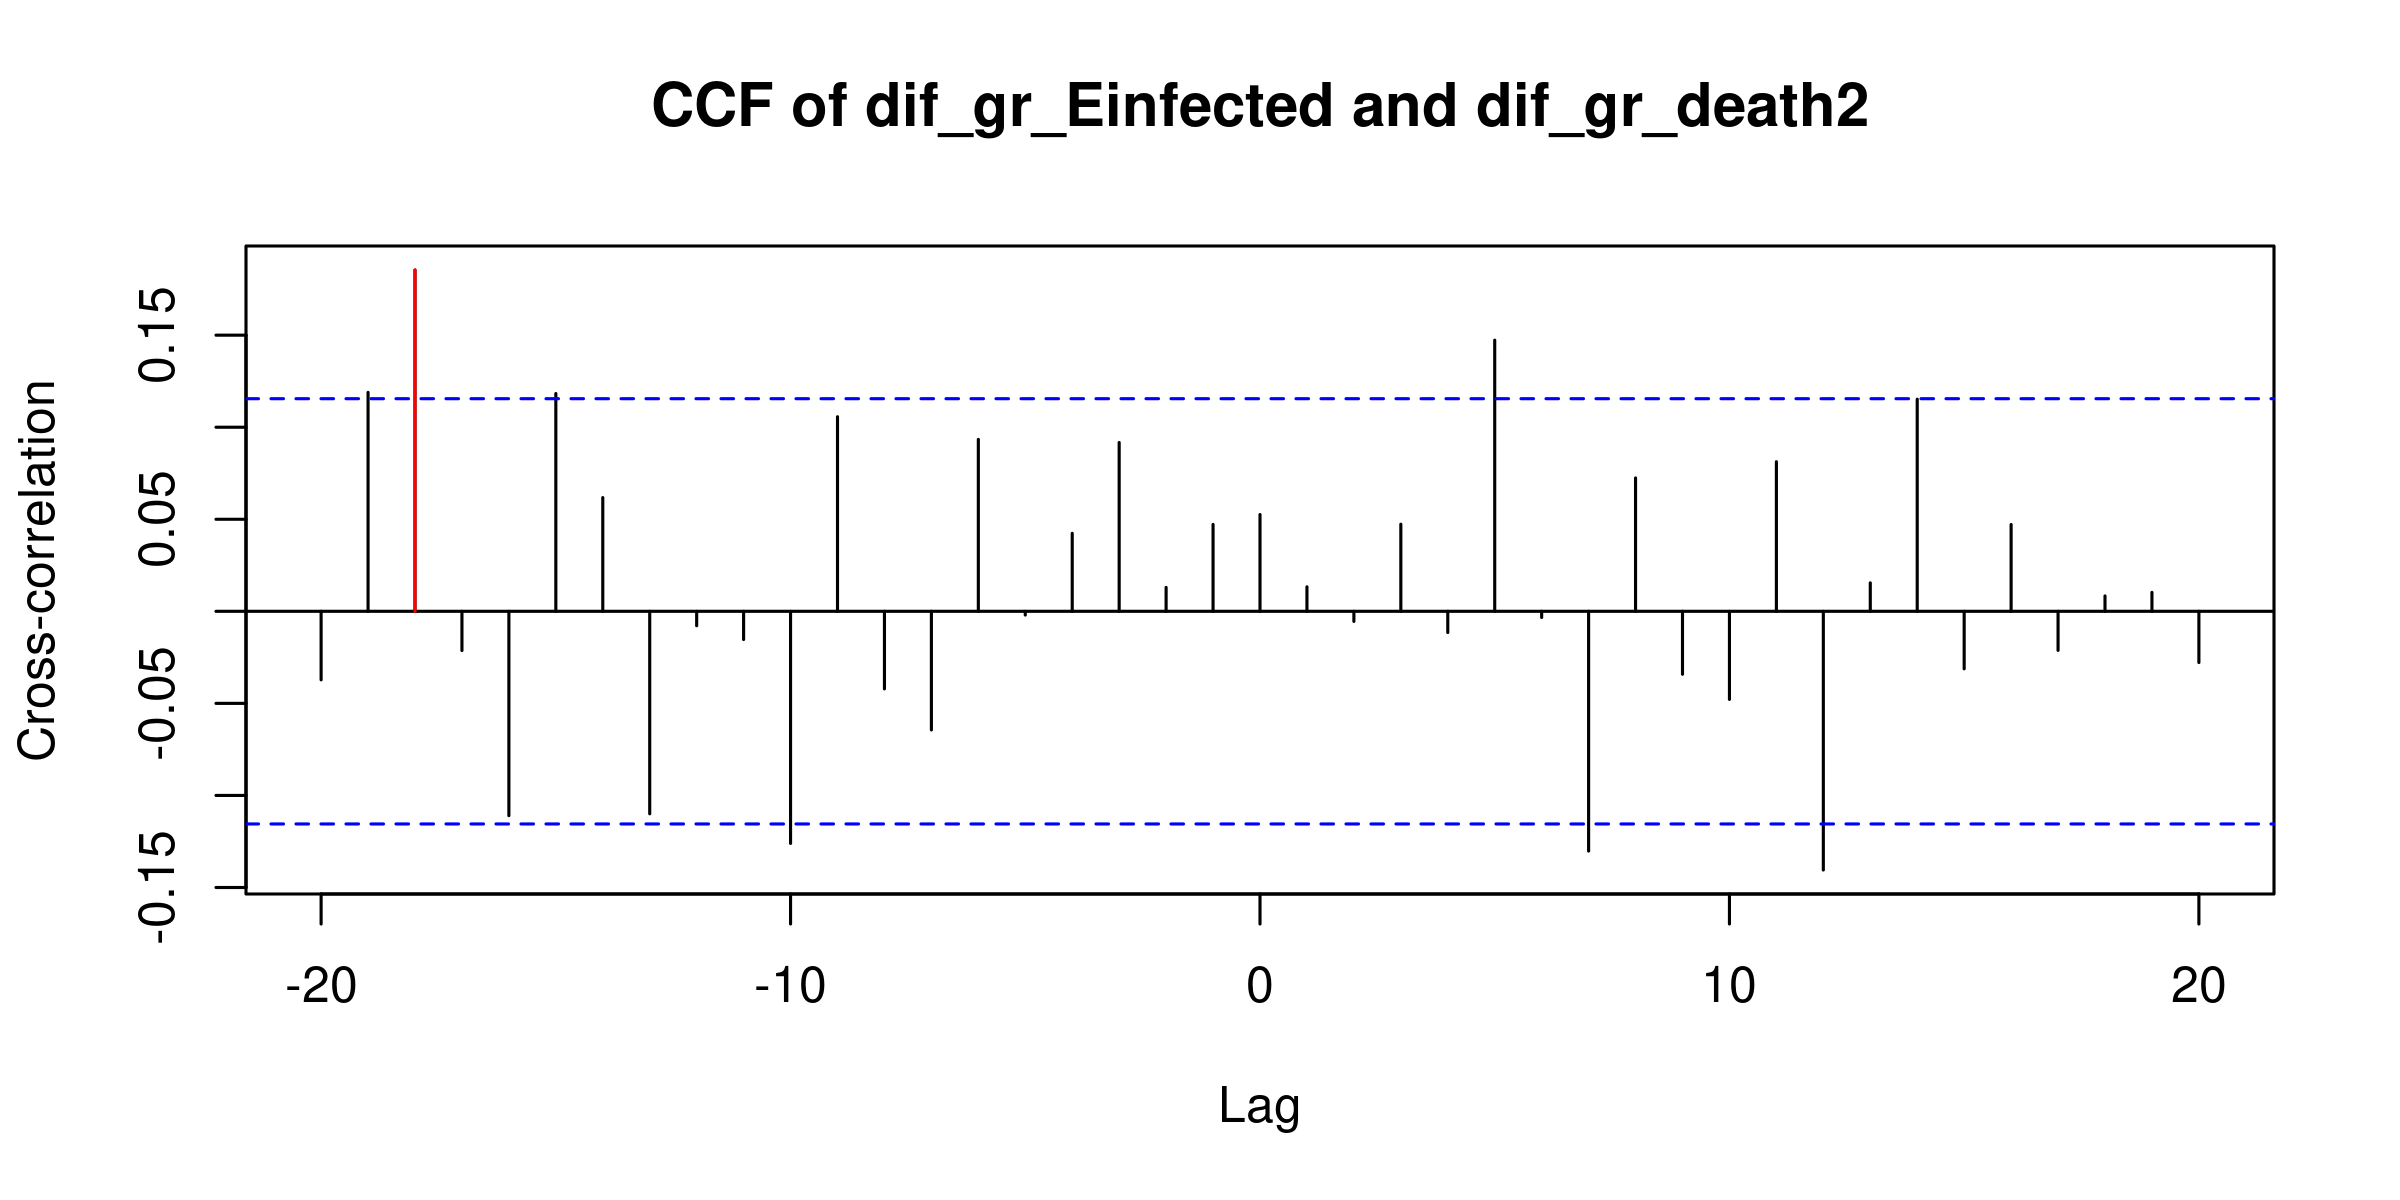 CCF of dif_gr_Einfected and dif_gr_death2
Cross-correlation
0.15
0.05
-0.05
-0.15
-20 -10 0 10 20
Lag